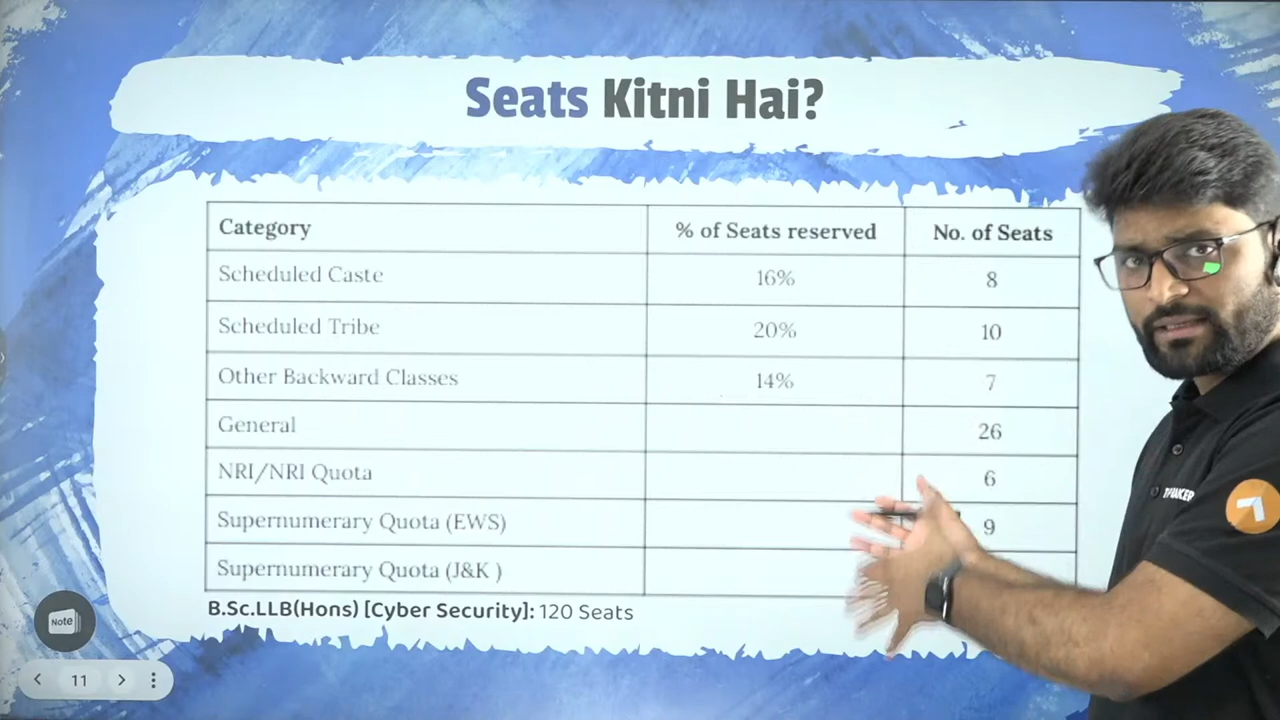 Seats Kitni Hai?
Category % of Seats reserved No. of Seats
Scheduled Caste 16% 8
Scheduled Tribe 20% 10
Other Backward Classes 14% 7
General 26
NRI/NRI Quota 6
Supernumerary Quota (EWS) 9
Supernumerary Quota (J&K )
B.Sc.LLB(Hons) [Cyber Security]: 120 Seats
Note
11